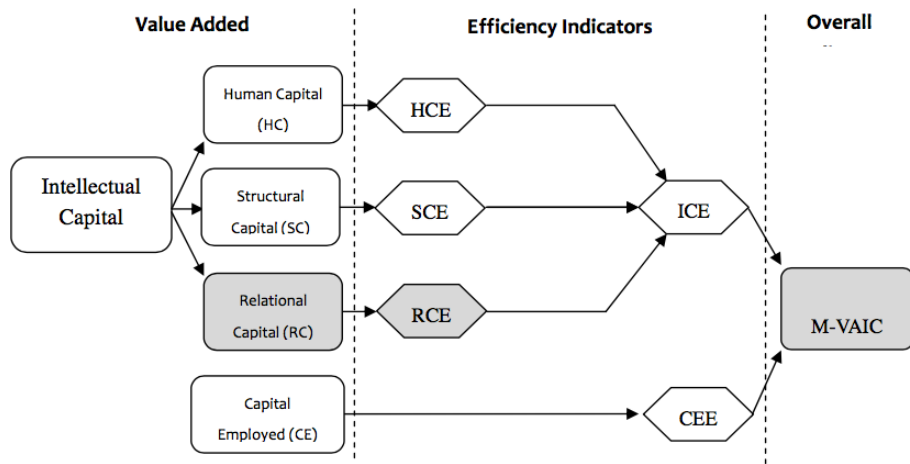 Value Added
Efficiency Indicators
Overall
Human Capital
(HC)
HCE
Intellectual
Capital
Structural
Capital (SC)
SCE
ICE
Relational
Capital (RC)
RCE
M-VAIC
Capital
Employed (CE)
CEE